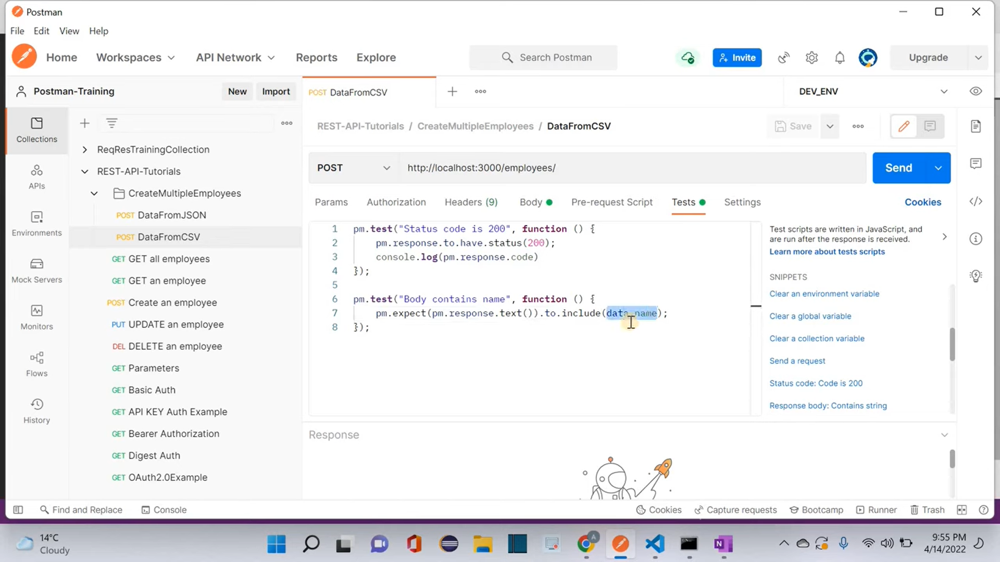 Postman
File Edit View Help
Home Workspaces API Network Reports Explore Search Postman Invite Upgrade
Postman-Training New Import POST DataFromCSV DEV_ENV
Collections
APIs
Environments
Mock Servers
Monitors
Flows
History
ReqResTrainingCollection
REST-API-Tutorials
CreateMultipleEmployees
POST DataFromJSON
POST DataFromCSV
GET GET all employees
GET GET an employee
POST Create an employee
PUT UPDATE an employee
DEL DELETE an employee
GET Parameters
GET Basic Auth
GET API KEY Auth Example
GET Bearer Authorization
GET Digest Auth
GET OAuth2.0Example
REST-API-Tutorials / CreateMultipleEmployees / DataFromCSV Save
POST http://localhost:3000/employees/ Send
Params Authorization Headers (9) Body Pre-request Script Tests Settings Cookies
1 pm.test("Status code is 200", function () {
2 pm.response.to.have.status(200);
3 console.log(pm.response.code)
4 });
5
6 pm.test("Body contains name", function () {
7 pm.expect(pm.response.text()).to.include(data.name);
8 });
Test scripts are written in JavaScript, and
are run after the response is received.
Learn more about tests scripts
SNIPPETS
Clear an environment variable
Clear a global variable
Clear a collection variable
Send a request
Status code: Code is 200
Response body: Contains string
Response
Find and Replace Console Cookies Capture requests Bootcamp Runner Trash
14°C
Cloudy
A
N
9:55 PM
4/14/2022